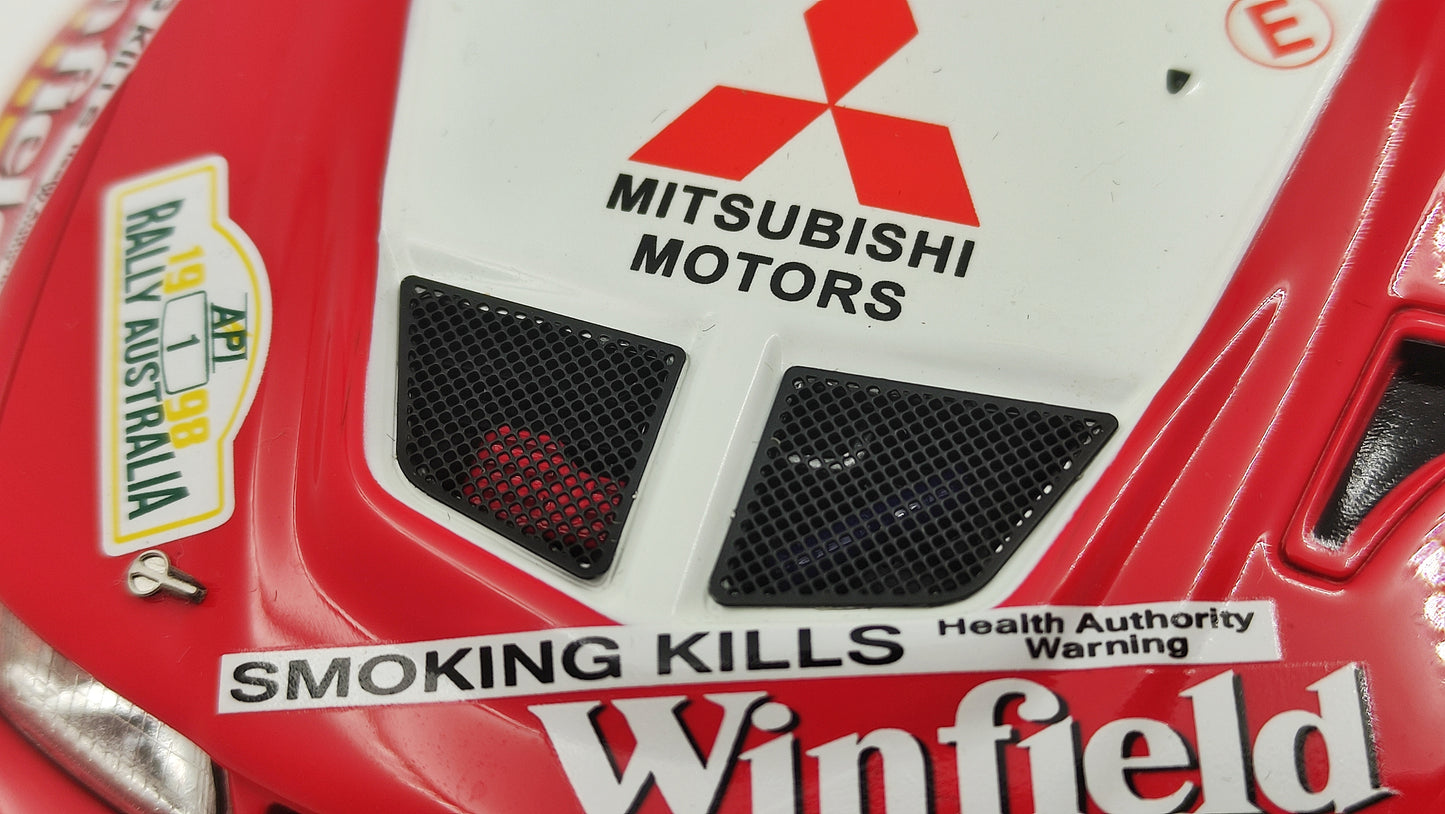 E
MITSUBISHI
MOTORS
RALLY AUSTRALIA
19 98
1
API
SMOKING KILLS
Health Authority
Warning
Winfield